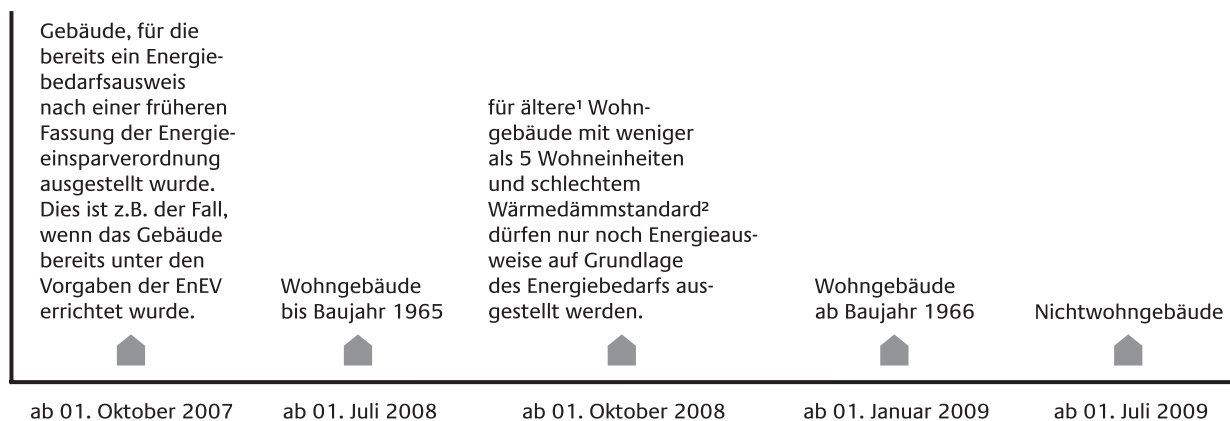 Gebäude, für die
bereits ein Energie-
bedarfsausweis
nach einer früheren
Fassung der Energie-
einsparverordnung
ausgestellt wurde.
Dies ist z.B. der Fall,
wenn das Gebäude
bereits unter den
Vorgaben der EnEV
errichtet wurde.
ab 01. Oktober 2007
Wohngebäude
bis Baujahr 1965
ab 01. Juli 2008
für ältere¹ Wohn-
gebäude mit weniger
als 5 Wohneinheiten
und schlechtem
Wärmedämmstandard²
dürfen nur noch Energieaus-
weise auf Grundlage
des Energiebedarfs aus-
gestellt werden.
ab 01. Oktober 2008
Wohngebäude
ab Baujahr 1966
ab 01. Januar 2009
Nichtwohngebäude
ab 01. Juli 2009